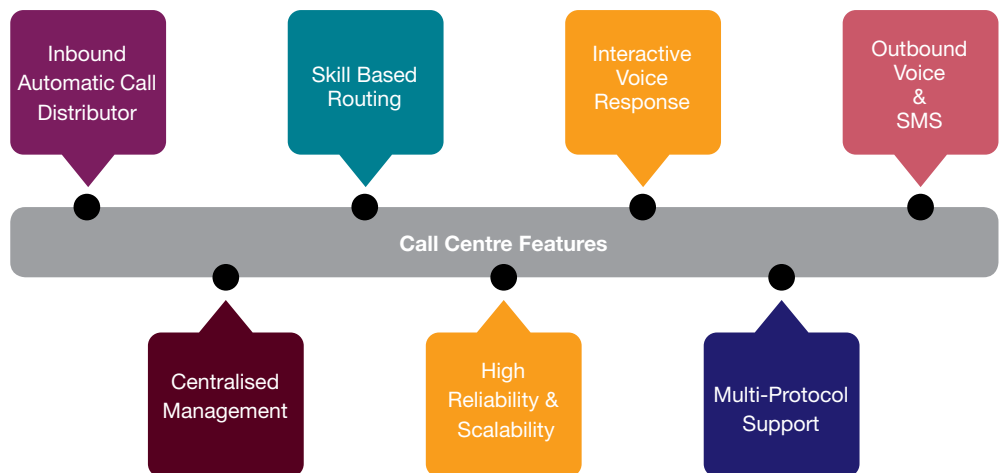 Inbound
Automatic Call
Distributor
Skill Based
Routing
Interactive
Voice
Response
Outbound
Voice
&
SMS
Call Centre Features
Centralised
Management
High
Reliability &
Scalability
Multi-Protocol
Support